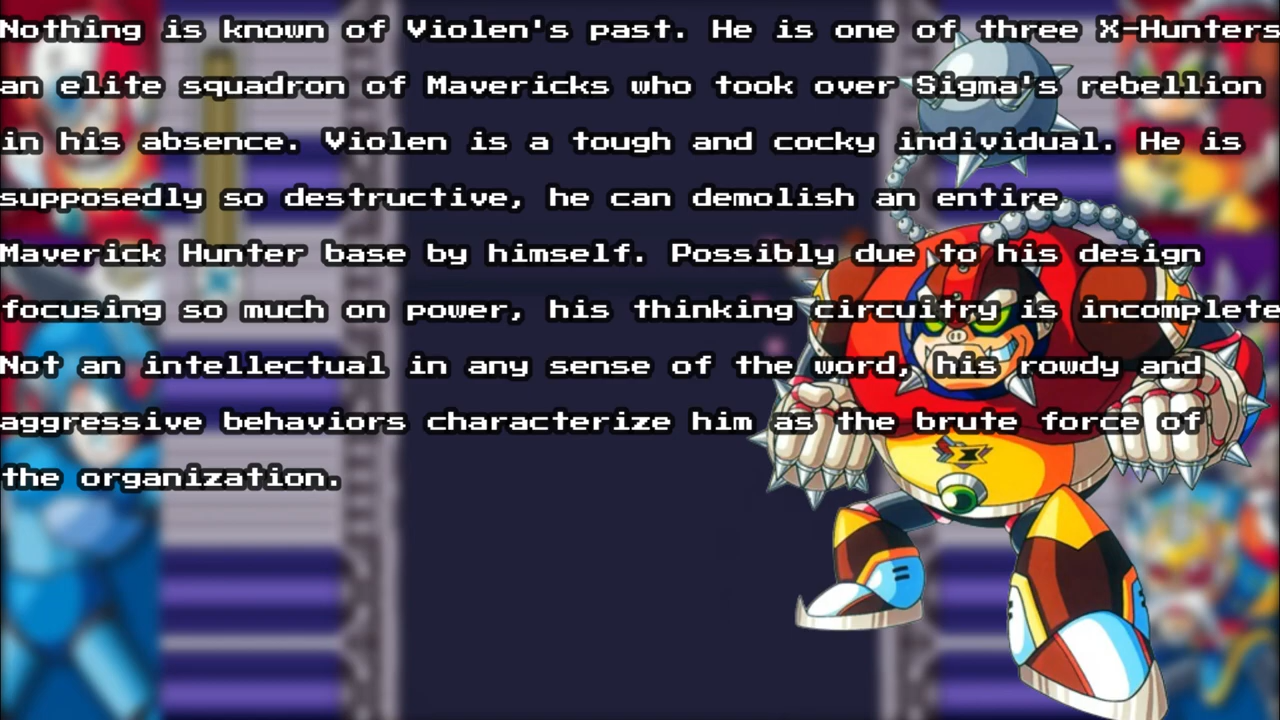 Nothing is known of Violen's past. He is one of three X-Hunters
an elite squadron of Mavericks who took over Sigma's rebellion
in his absence. Violen is a tough and cocky individual. He is
supposedly so destructive, he can demolish an entire
Maverick Hunter base by himself. Possibly due to his design
focusing so much on power, his thinking circuitry is incomplete
Not an intellectual in any sense of the word, his rowdy and
aggressive behaviors characterize him as the brute force of
the organization.